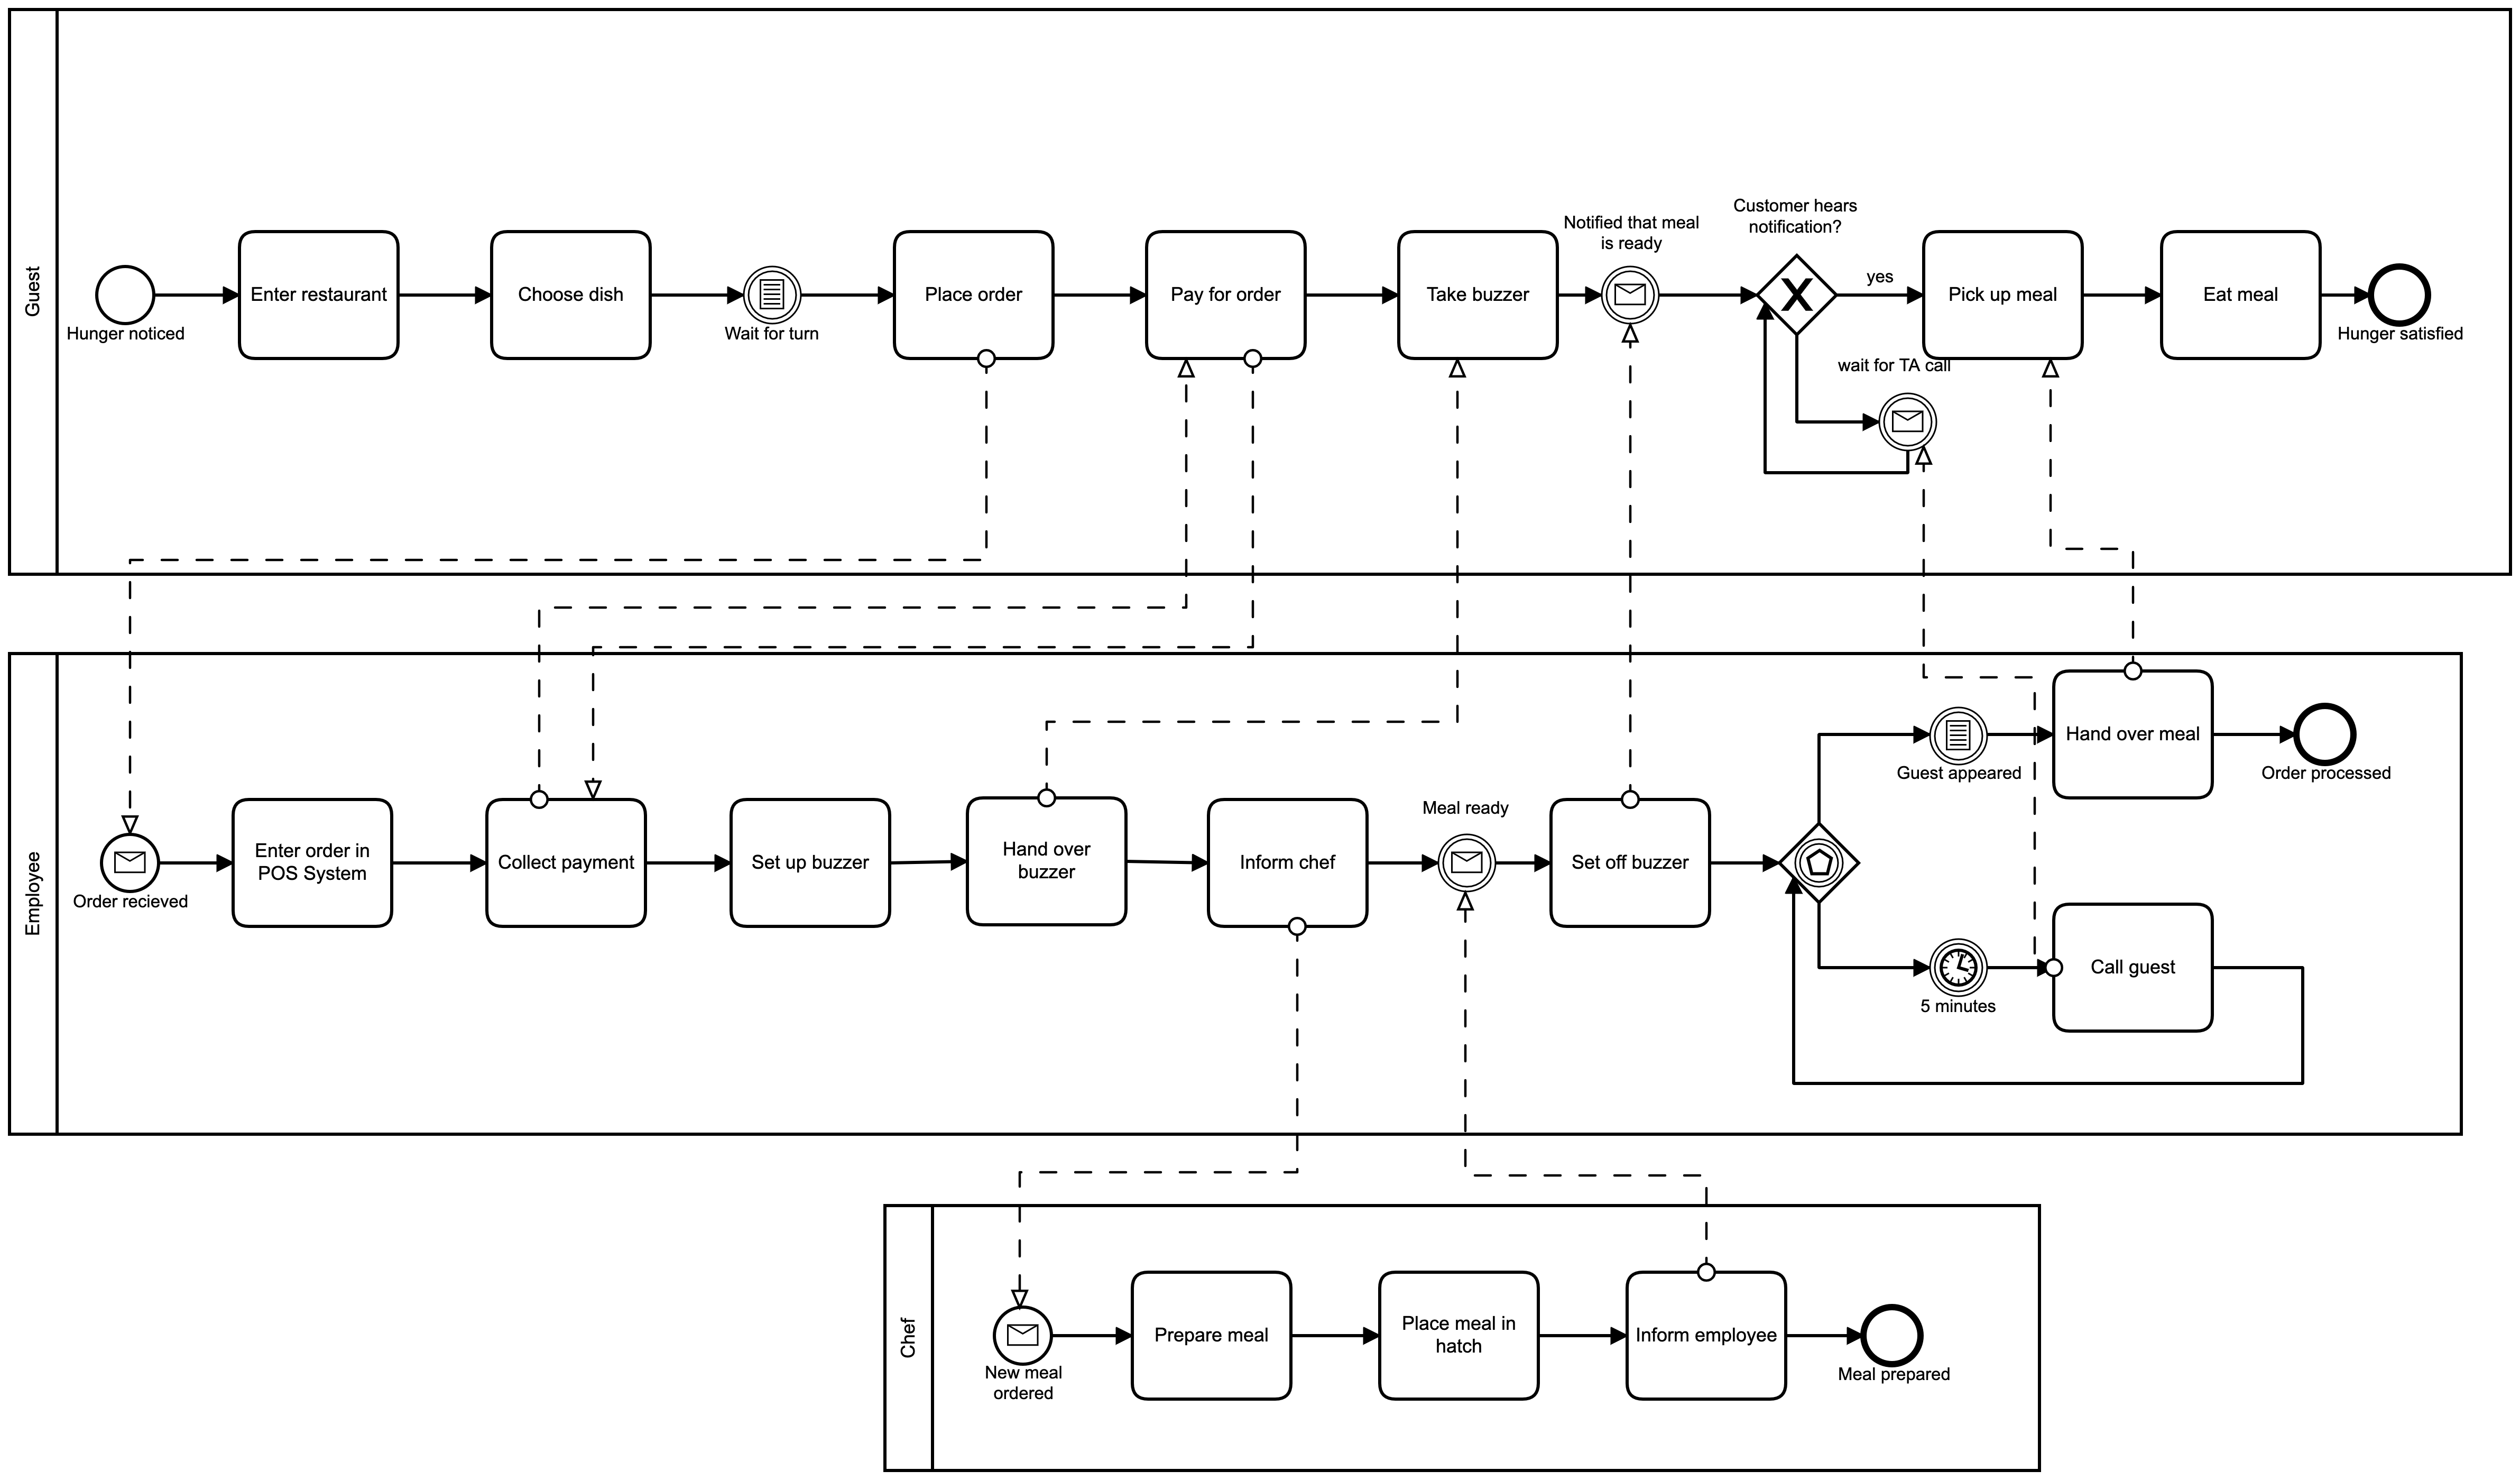 Guest
Hunger noticed
Enter restaurant
Choose dish
Wait for turn
Place order
Pay for order
Take buzzer
Notified that meal
is ready
Customer hears
notification?
yes
wait for TA call
Pick up meal
Eat meal
Hunger satisfied
Employee
Order recieved
Enter order in
POS System
Collect payment
Set up buzzer
Hand over
buzzer
Inform chef
Meal ready
Set off buzzer
Guest appeared
Hand over meal
Order processed
5 minutes
Call guest
Chef
New meal
ordered
Prepare meal
Place meal in
hatch
Inform employee
Meal prepared